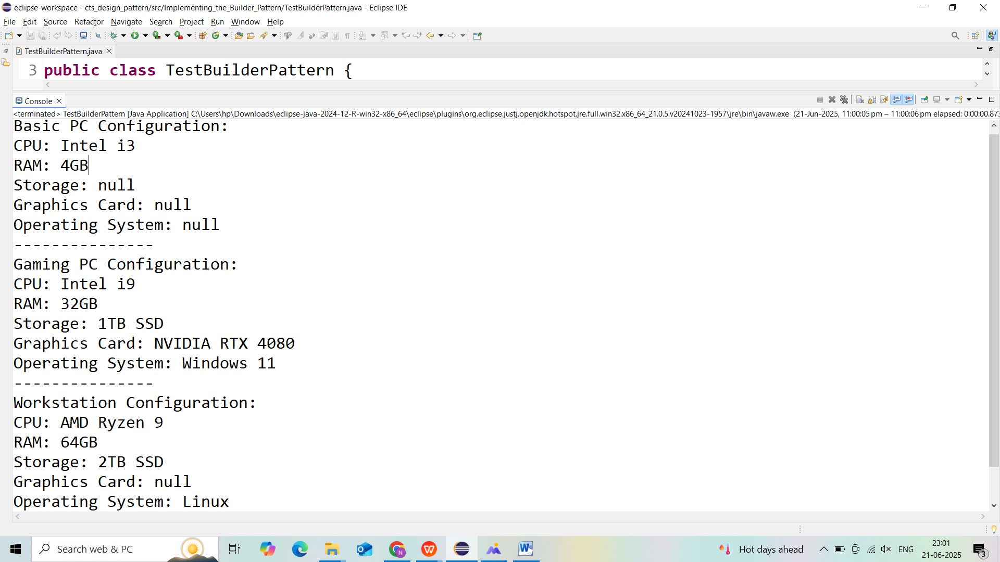 eclipse-workspace - cts_design_pattern/src/Implementing_the_Builder_Pattern/TestBuilderPattern.java - Eclipse IDE
File Edit Source Refactor Navigate Search Project Run Window Help
TestBuilderPattern.java
3 public class TestBuilderPattern {
Console
<terminated> TestBuilderPattern [Java Application] C:\Users\hp\Downloads\eclipse-java-2024-12-R-win32-x86_64\eclipse\plugins\org.eclipse.justj.openjdk.hotspot.jre.full.win32.x86_64_21.0.5.v20241023-1957\jre\bin\javaw.exe (21-Jun-2025, 11:00:05 pm – 11:00:06 pm elapsed: 0:00:00.873
Basic PC Configuration:
CPU: Intel i3
RAM: 4GB
Storage: null
Graphics Card: null
Operating System: null
---------------
Gaming PC Configuration:
CPU: Intel i9
RAM: 32GB
Storage: 1TB SSD
Graphics Card: NVIDIA RTX 4080
Operating System: Windows 11
---------------
Workstation Configuration:
CPU: AMD Ryzen 9
RAM: 64GB
Storage: 2TB SSD
Graphics Card: null
Operating System: Linux
Search web & PC
Hot days ahead
ENG
23:01
21-06-2025
3